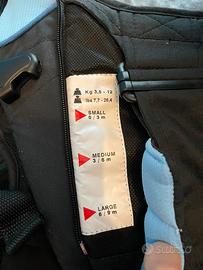 Kg 3,5 - 12
lbs 7,7 - 26,4
SMALL
0 / 3 m
MEDIUM
3 / 6 m
LARGE
6 / 9 m
subito